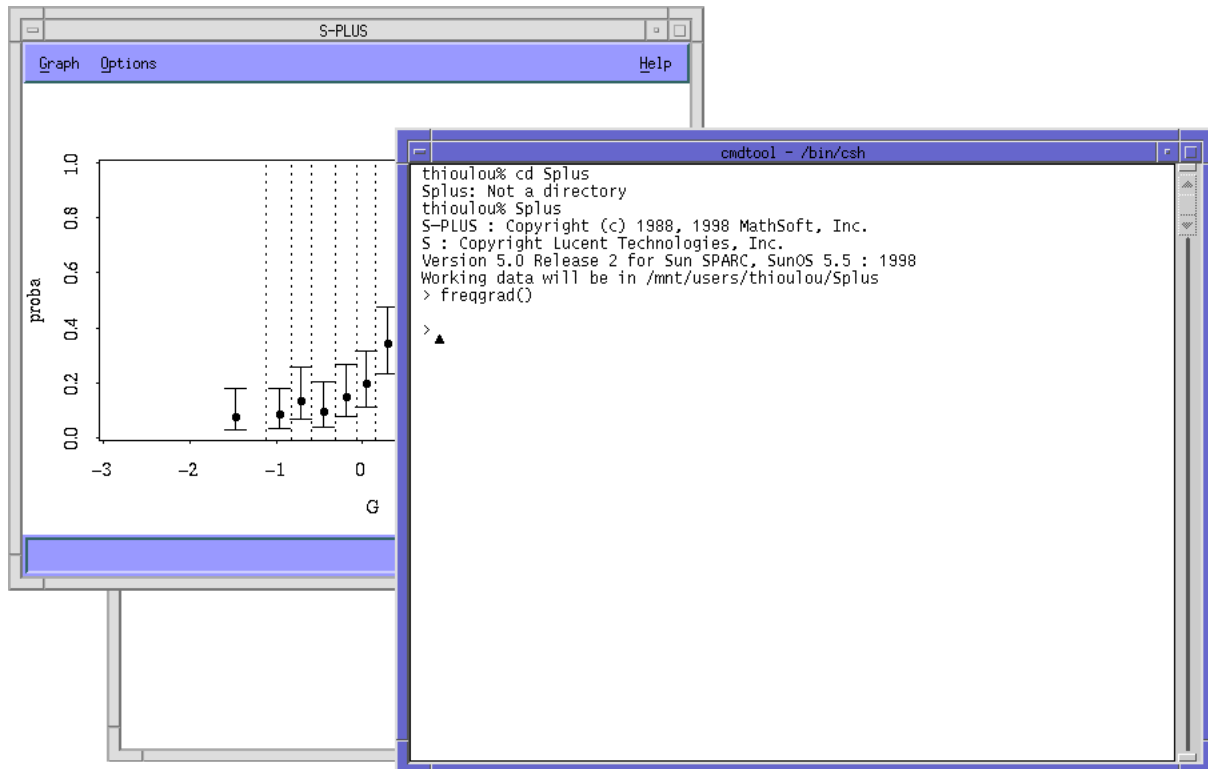 S-PLUS
Graph Options Help
1.0
0.8
0.6
0.4
0.2
0.0
proba
-3 -2 -1 0
G
cmdtool - /bin/csh
thioulou% cd Splus
Splus: Not a directory
thioulou% Splus
S-PLUS : Copyright (c) 1988, 1998 MathSoft, Inc.
S : Copyright Lucent Technologies, Inc.
Version 5.0 Release 2 for Sun SPARC, SunOS 5.5 : 1998
Working data will be in /mnt/users/thioulou/Splus
> freqgrad()
>